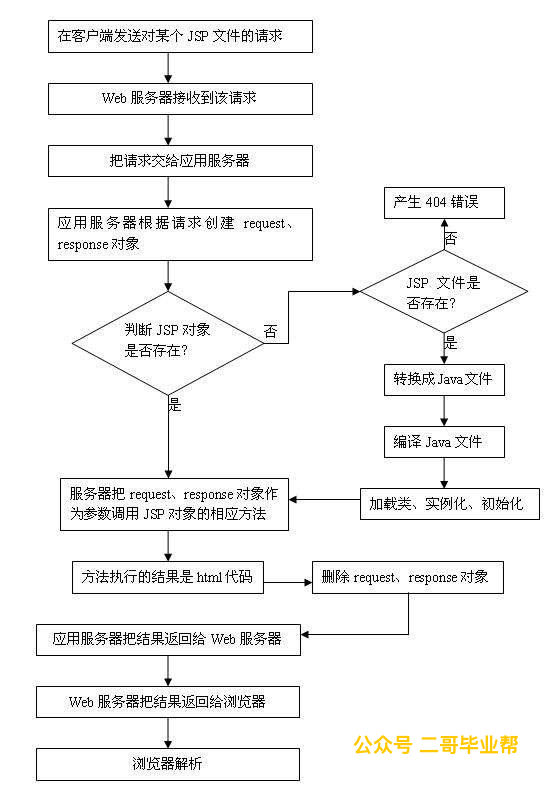 在客户端发送对某个 JSP 文件的请求
Web 服务器接收到该请求
把请求交给应用服务器
应用服务器根据请求创建 request、
response 对象
判断 JSP 对象
是否存在?
否
是
产生 404 错误
否
JSP 文件是
否存在?
是
转换成 Java 文件
编译 Java 文件
加载类、实例化、初始化
服务器把 request、response 对象作
为参数调用 JSP 对象的相应方法
方法执行的结果是 html 代码
删除 request、response 对象
应用服务器把结果返回给 Web 服务器
Web 服务器把结果返回给浏览器
浏览器解析
公众号 二哥毕业帮